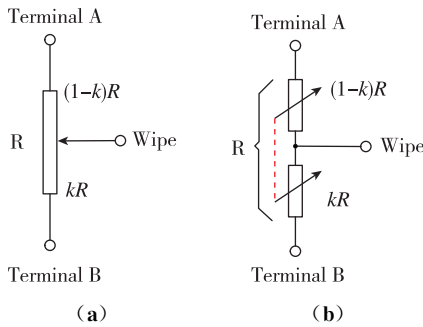 Terminal A
(1−k)R
R
Wipe
kR
Terminal B
(a)
Terminal A
(1−k)R
R
Wipe
kR
Terminal B
(b)